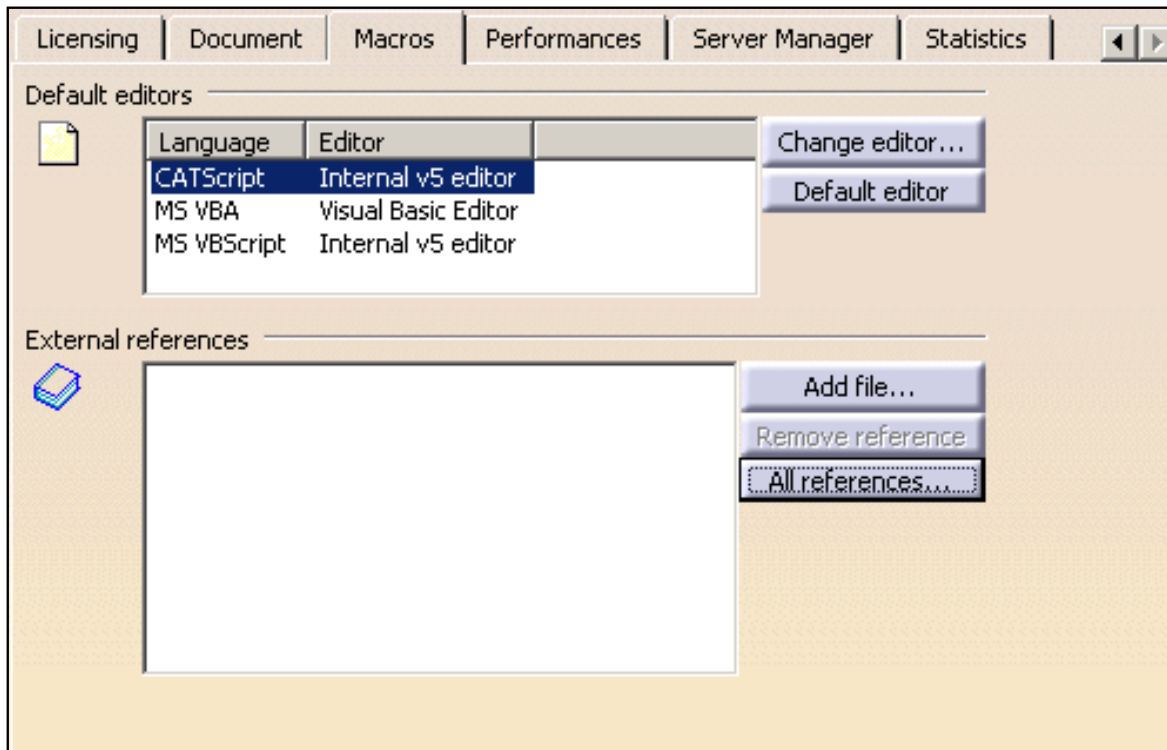 Licensing Document Macros Performances Server Manager Statistics
Default editors
Language Editor
Change editor...
CATScript Internal v5 editor
Default editor
MS VBA Visual Basic Editor
MS VBScript Internal v5 editor
External references
Add file...
Remove reference
All references...